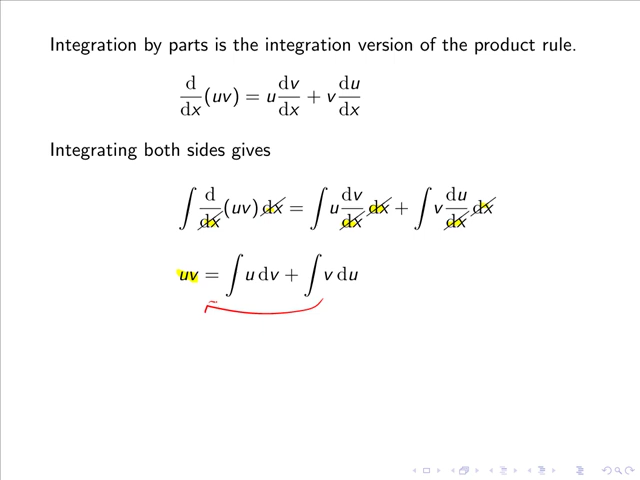 Integration by parts is the integration version of the product rule.
d/dx (uv) = u dv/dx + v du/dx
Integrating both sides gives
∫ d/dx (uv) dx = ∫ u dv/dx dx + ∫ v du/dx dx
uv = ∫ u dv + ∫ v du